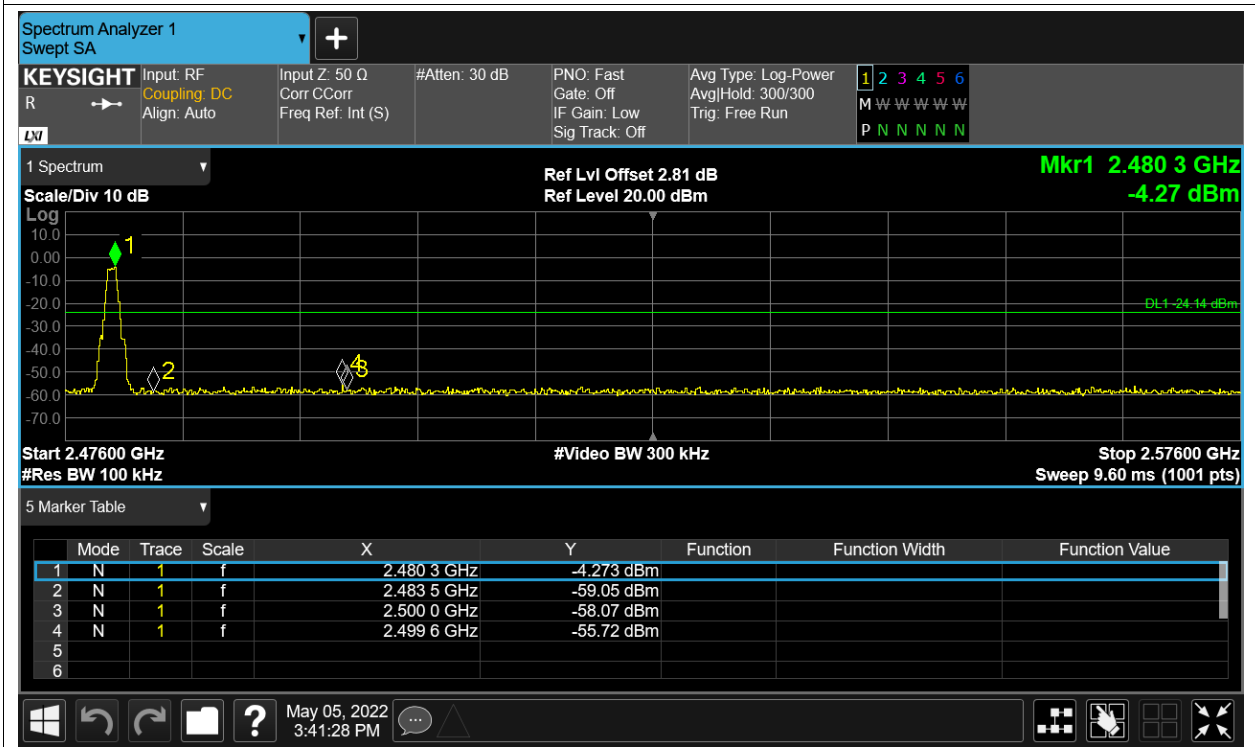 Spectrum Analyzer 1
Swept SA
KEYSIGHT
R
LXI
Input: RF
Coupling: DC
Align: Auto
Input Z: 50 Ω
Corr CCorr
Freq Ref: Int (S)
#Atten: 30 dB
PNO: Fast
Gate: Off
IF Gain: Low
Sig Track: Off
Avg Type: Log-Power
Avg|Hold: 300/300
Trig: Free Run
1 2 3 4 5 6
M W W W W W
P N N N N N
1 Spectrum
Scale/Div 10 dB
Ref Lvl Offset 2.81 dB
Ref Level 20.00 dBm
Mkr1 2.480 3 GHz
-4.27 dBm
Log
10.0
0.00
-10.0
-20.0
-30.0
-40.0
-50.0
-60.0
-70.0
1
2
4
3
DL1 -24.14 dBm
Start 2.47600 GHz
#Res BW 100 kHz
#Video BW 300 kHz
Stop 2.57600 GHz
Sweep 9.60 ms (1001 pts)
5 Marker Table
Mode Trace Scale X Y Function Function Width Function Value
1 N 1 f 2.480 3 GHz -4.273 dBm
2 N 1 f 2.483 5 GHz -59.05 dBm
3 N 1 f 2.500 0 GHz -58.07 dBm
4 N 1 f 2.499 6 GHz -55.72 dBm
5
6
?
May 05, 2022
3:41:28 PM